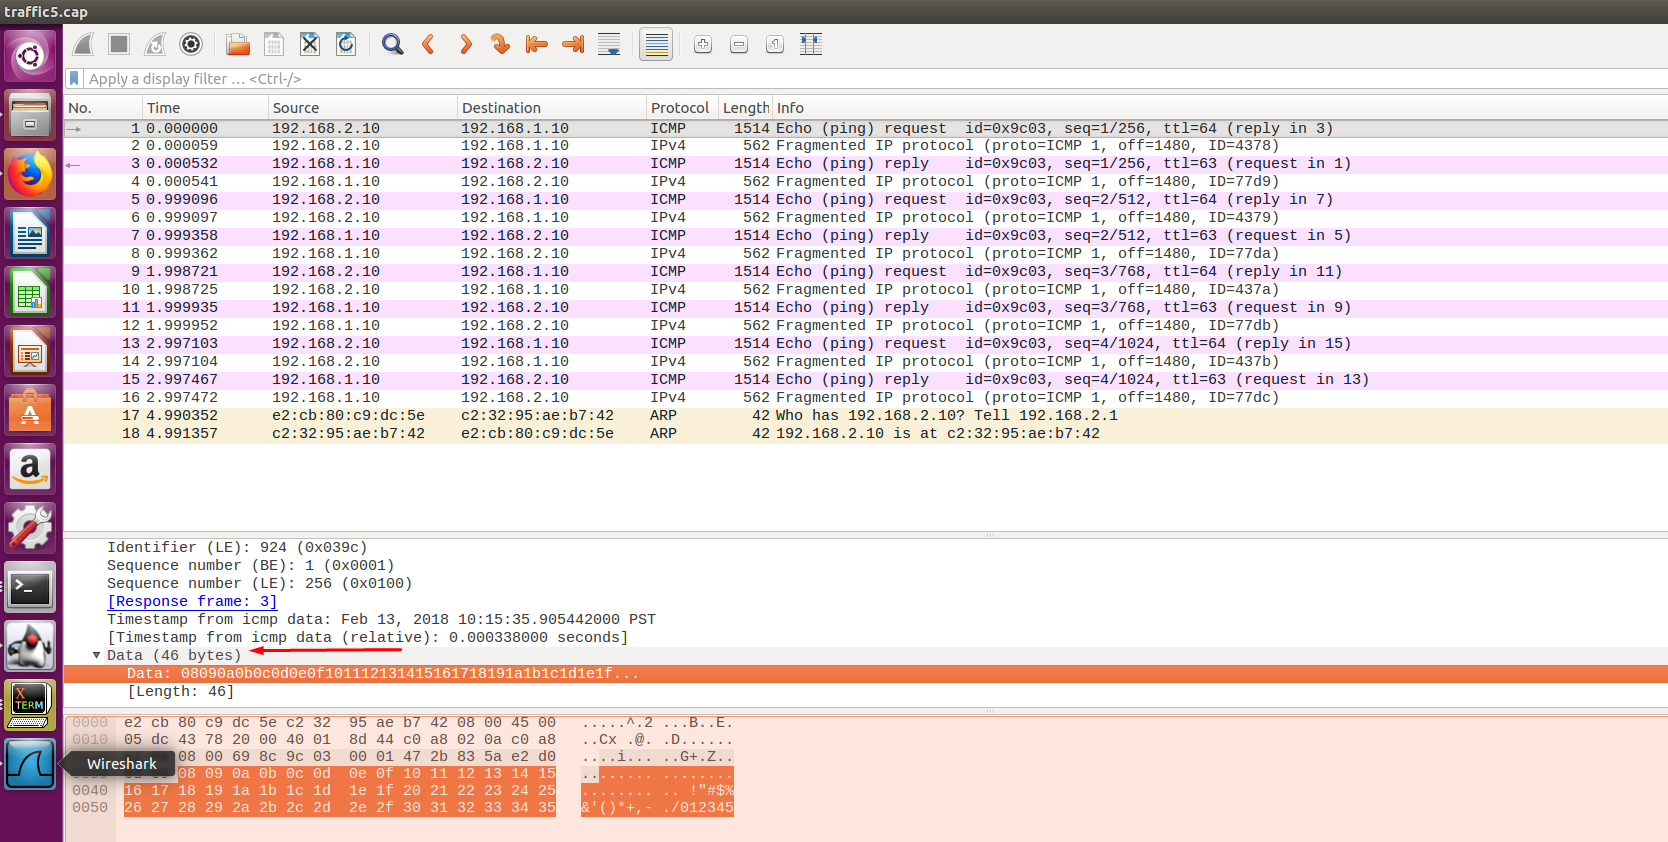 traffic5.cap
Apply a display filter … <Ctrl-/>
No. Time Source Destination Protocol Length Info
1 0.000000 192.168.2.10 192.168.1.10 ICMP 1514 Echo (ping) request id=0x9c03, seq=1/256, ttl=64 (reply in 3)
2 0.000059 192.168.2.10 192.168.1.10 IPv4 562 Fragmented IP protocol (proto=ICMP 1, off=1480, ID=4378)
3 0.000532 192.168.1.10 192.168.2.10 ICMP 1514 Echo (ping) reply id=0x9c03, seq=1/256, ttl=63 (request in 1)
4 0.000541 192.168.1.10 192.168.2.10 IPv4 562 Fragmented IP protocol (proto=ICMP 1, off=1480, ID=77d9)
5 0.999096 192.168.2.10 192.168.1.10 ICMP 1514 Echo (ping) request id=0x9c03, seq=2/512, ttl=64 (reply in 7)
6 0.999097 192.168.2.10 192.168.1.10 IPv4 562 Fragmented IP protocol (proto=ICMP 1, off=1480, ID=4379)
7 0.999358 192.168.1.10 192.168.2.10 ICMP 1514 Echo (ping) reply id=0x9c03, seq=2/512, ttl=63 (request in 5)
8 0.999362 192.168.1.10 192.168.2.10 IPv4 562 Fragmented IP protocol (proto=ICMP 1, off=1480, ID=77da)
9 1.998721 192.168.2.10 192.168.1.10 ICMP 1514 Echo (ping) request id=0x9c03, seq=3/768, ttl=64 (reply in 11)
10 1.998725 192.168.2.10 192.168.1.10 IPv4 562 Fragmented IP protocol (proto=ICMP 1, off=1480, ID=437a)
11 1.999935 192.168.1.10 192.168.2.10 ICMP 1514 Echo (ping) reply id=0x9c03, seq=3/768, ttl=63 (request in 9)
12 1.999952 192.168.1.10 192.168.2.10 IPv4 562 Fragmented IP protocol (proto=ICMP 1, off=1480, ID=77db)
13 2.997103 192.168.2.10 192.168.1.10 ICMP 1514 Echo (ping) request id=0x9c03, seq=4/1024, ttl=64 (reply in 15)
14 2.997104 192.168.2.10 192.168.1.10 IPv4 562 Fragmented IP protocol (proto=ICMP 1, off=1480, ID=437b)
15 2.997467 192.168.1.10 192.168.2.10 ICMP 1514 Echo (ping) reply id=0x9c03, seq=4/1024, ttl=63 (request in 13)
16 2.997472 192.168.1.10 192.168.2.10 IPv4 562 Fragmented IP protocol (proto=ICMP 1, off=1480, ID=77dc)
17 4.990352 e2:cb:80:c9:dc:5e c2:32:95:ae:b7:42 ARP 42 Who has 192.168.2.10? Tell 192.168.2.1
18 4.991357 c2:32:95:ae:b7:42 e2:cb:80:c9:dc:5e ARP 42 192.168.2.10 is at c2:32:95:ae:b7:42
Identifier (LE): 924 (0x039c)
Sequence number (BE): 1 (0x0001)
Sequence number (LE): 256 (0x0100)
[Response frame: 3]
Timestamp from icmp data: Feb 13, 2018 10:15:35.905442000 PST
[Timestamp from icmp data (relative): 0.000338000 seconds]
Data (46 bytes)
Data: 08090a0b0c0d0e0f101112131415161718191a1b1c1d1e1f...
[Length: 46]
0000 e2 cb 80 c9 dc 5e c2 32 95 ae b7 42 08 00 45 00 .....^.2 ...B..E.
0010 05 dc 43 78 20 00 40 01 8d 44 c0 a8 02 0a c0 a8 ..Cx .@. .D......
08 00 69 8c 9c 03 00 01 47 2b 83 5a e2 d0 ....i... ..G+.Z..
08 09 0a 0b 0c 0d 0e 0f 10 11 12 13 14 15 ........ ........
0040 16 17 18 19 1a 1b 1c 1d 1e 1f 20 21 22 23 24 25 ........ .. !"#$%
0050 26 27 28 29 2a 2b 2c 2d 2e 2f 30 31 32 33 34 35 &'()*+,- ./012345
Wireshark
X
TERM